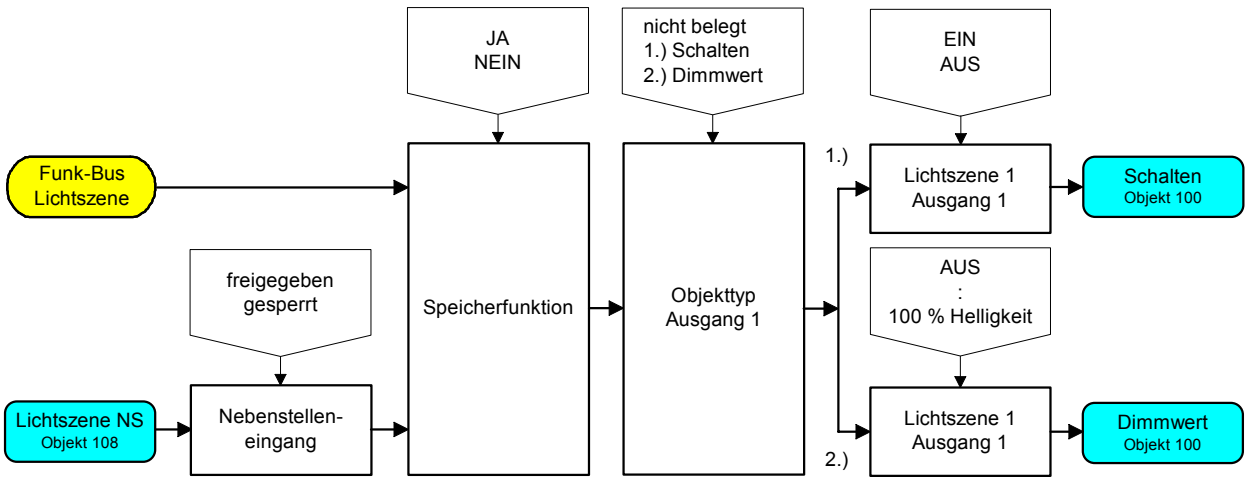 JA
NEIN
nicht belegt
1.) Schalten
2.) Dimmwert
EIN
AUS
Funk-Bus
Lichtszene
1.)
Lichtszene 1
Ausgang 1
Schalten
Objekt 100
freigegeben
gesperrt
Speicherfunktion
Objekttyp
Ausgang 1
AUS
:
100 % Helligkeit
Lichtszene NS
Objekt 108
Nebenstellen-
eingang
2.)
Lichtszene 1
Ausgang 1
Dimmwert
Objekt 100